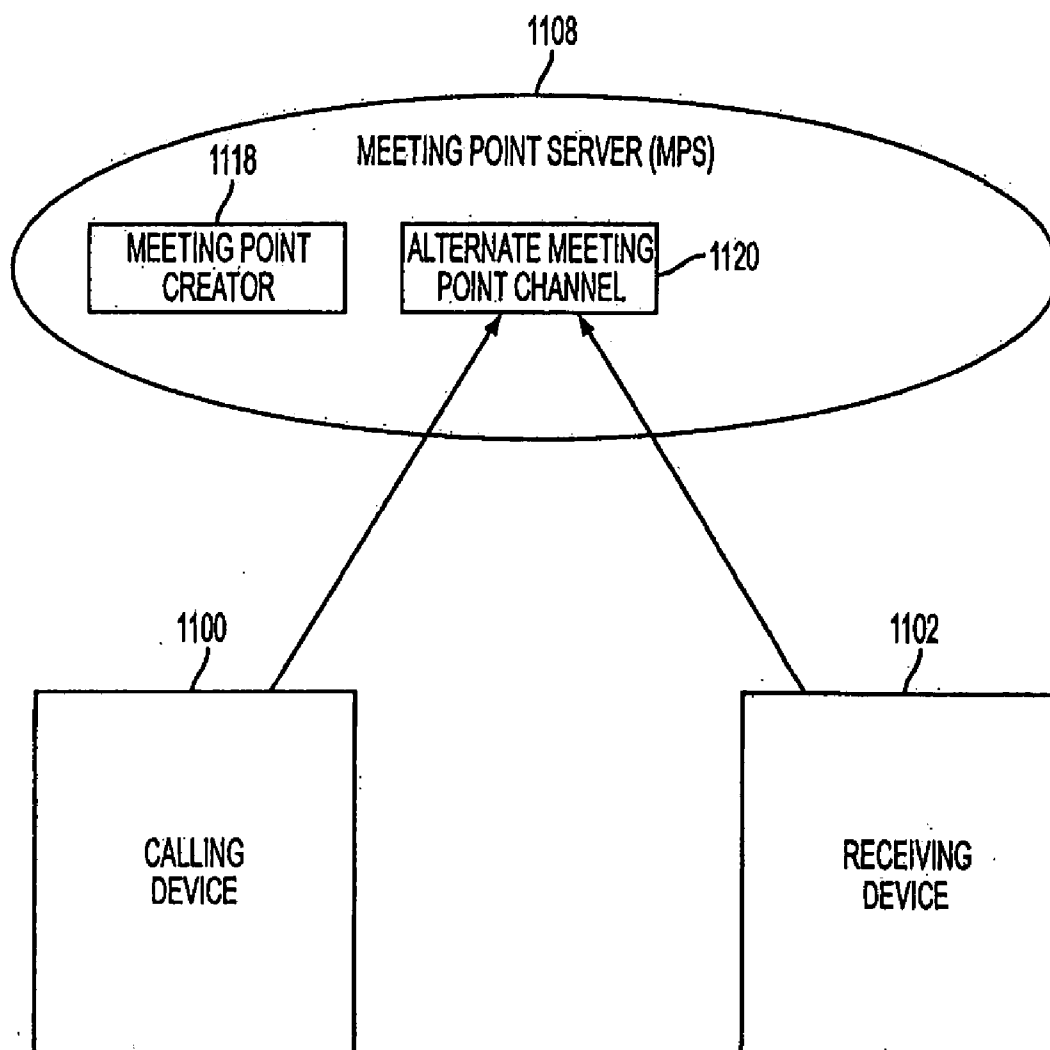 1108
MEETING POINT SERVER (MPS)
1118
MEETING POINT
CREATOR
ALTERNATE MEETING
POINT CHANNEL
1120
1100
1102
CALLING
DEVICE
RECEIVING
DEVICE